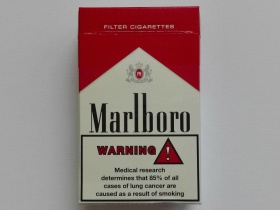 FILTER CIGARETTES
Marlboro
WARNING !
Medical research
determines that 85% of all
cases of lung cancer are
caused as a result of smoking